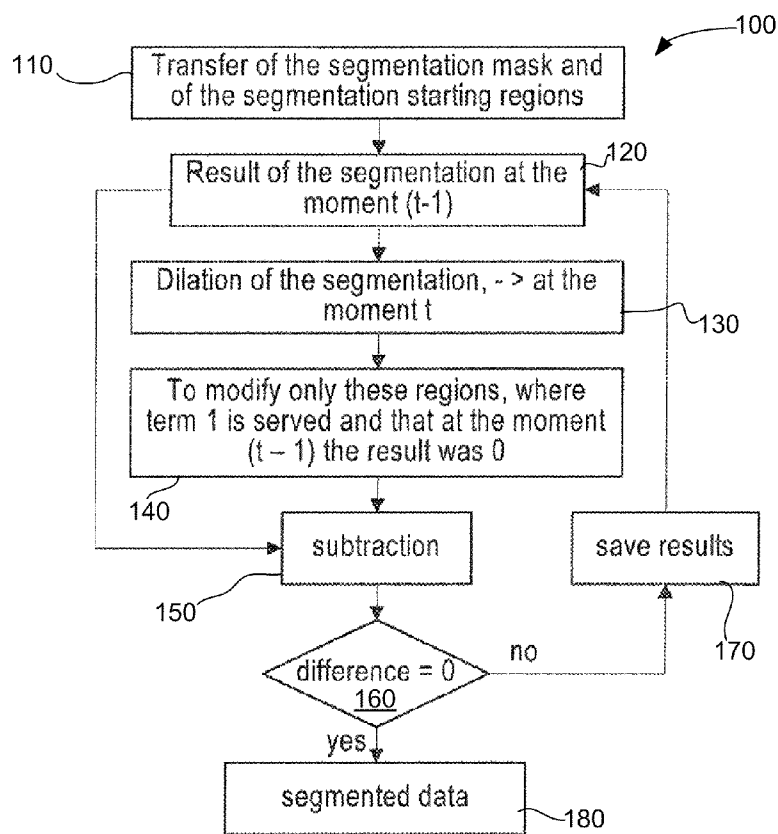 100
110
Transfer of the segmentation mask and
of the segmentation starting regions
120
Result of the segmentation at the
moment (t-1)
Dilation of the segmentation, - > at the
moment t
130
To modify only these regions, where
term 1 is served and that at the moment
(t – 1) the result was 0
140
subtraction
150
save results
170
difference = 0
160
no
yes
segmented data
180